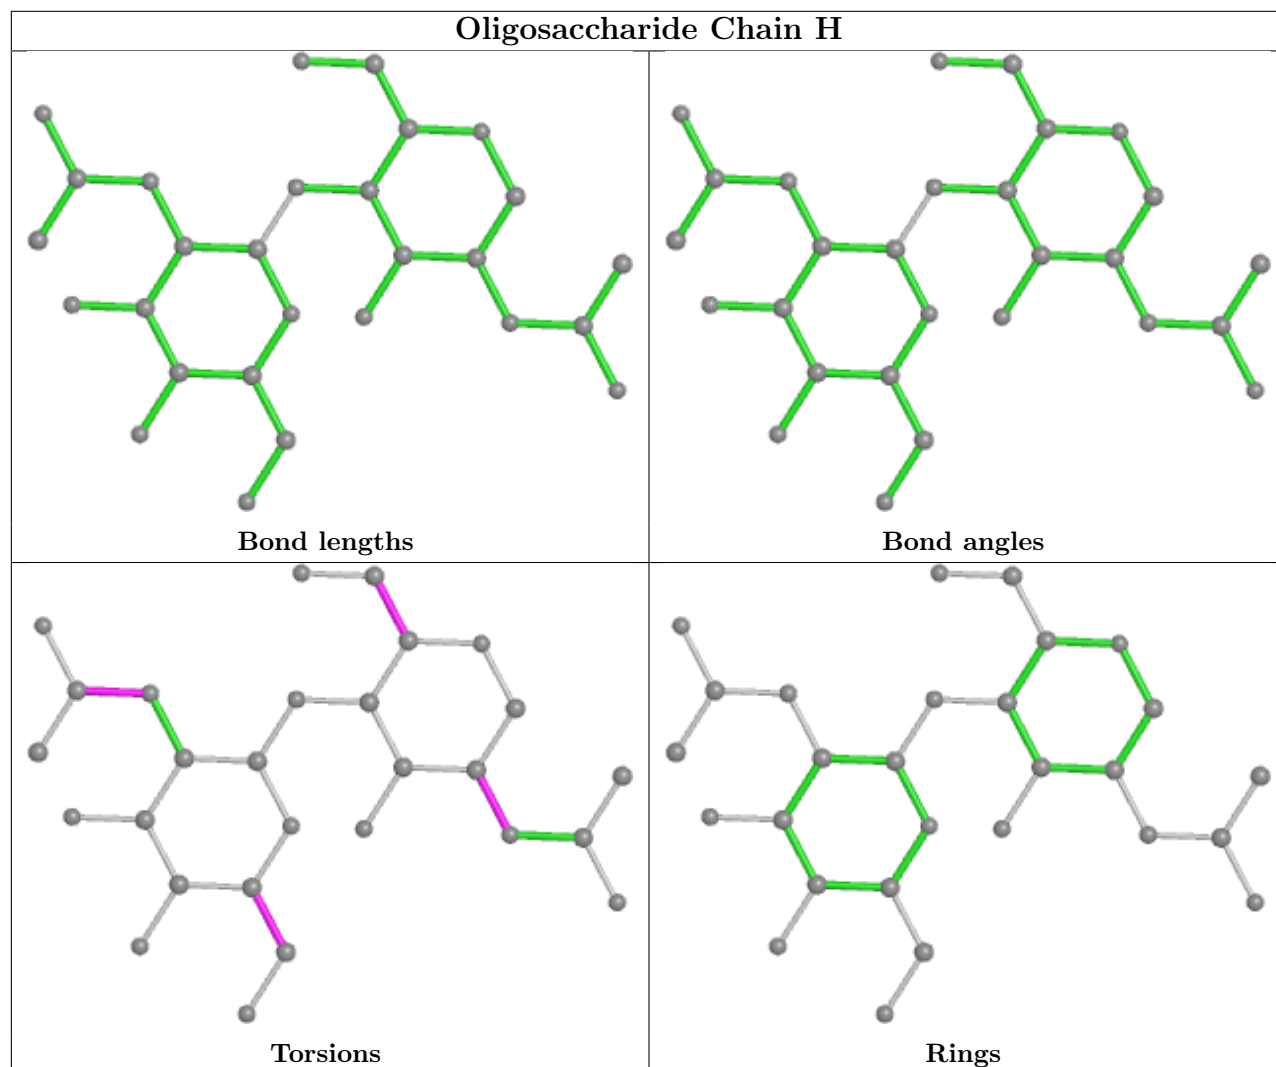 Oligosaccharide Chain H
Bond lengths
Bond angles
Torsions
Rings